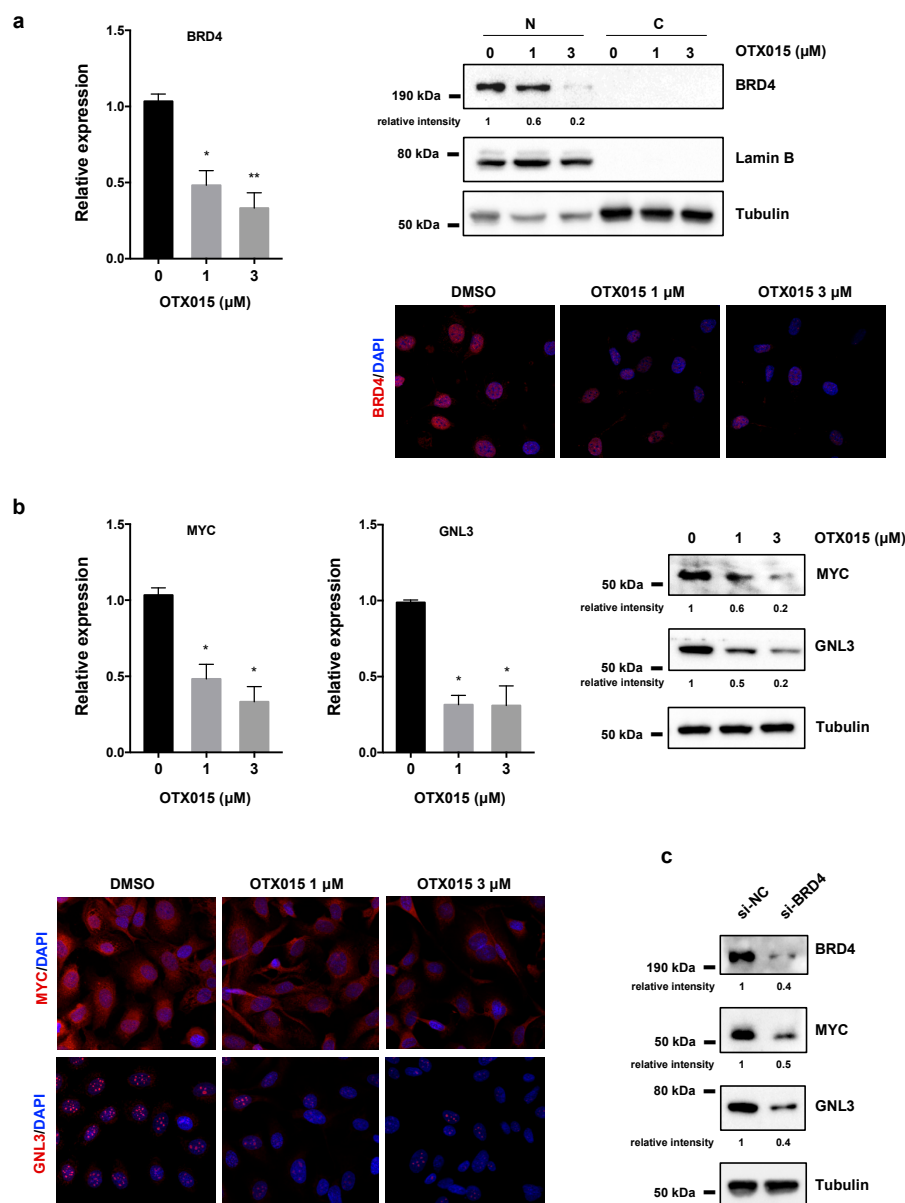 a
BRD4
Relative expression
1.5
1.0
0.5
0.0
*
**
0 1 3
OTX015 (µM)
N C
0 1 3 0 1 3 OTX015 (µM)
190 kDa BRD4
relative intensity 1 0.6 0.2
80 kDa Lamin B
50 kDa Tubulin
DMSO OTX015 1 µM OTX015 3 µM
BRD4/DAPI
b
MYC
Relative expression
1.5
1.0
0.5
0.0
* *
0 1 3
OTX015 (µM)
GNL3
Relative expression
1.5
1.0
0.5
0.0
* *
0 1 3
OTX015 (µM)
0 1 3 OTX015 (µM)
50 kDa MYC
relative intensity 1 0.6 0.2
50 kDa GNL3
relative intensity 1 0.5 0.2
50 kDa Tubulin
DMSO OTX015 1 µM OTX015 3 µM
MYC/DAPI
GNL3/DAPI
c
si-NC si-BRD4
190 kDa BRD4
relative intensity 1 0.4
50 kDa MYC
relative intensity 1 0.5
80 kDa GNL3
relative intensity 1 0.4
50 kDa Tubulin